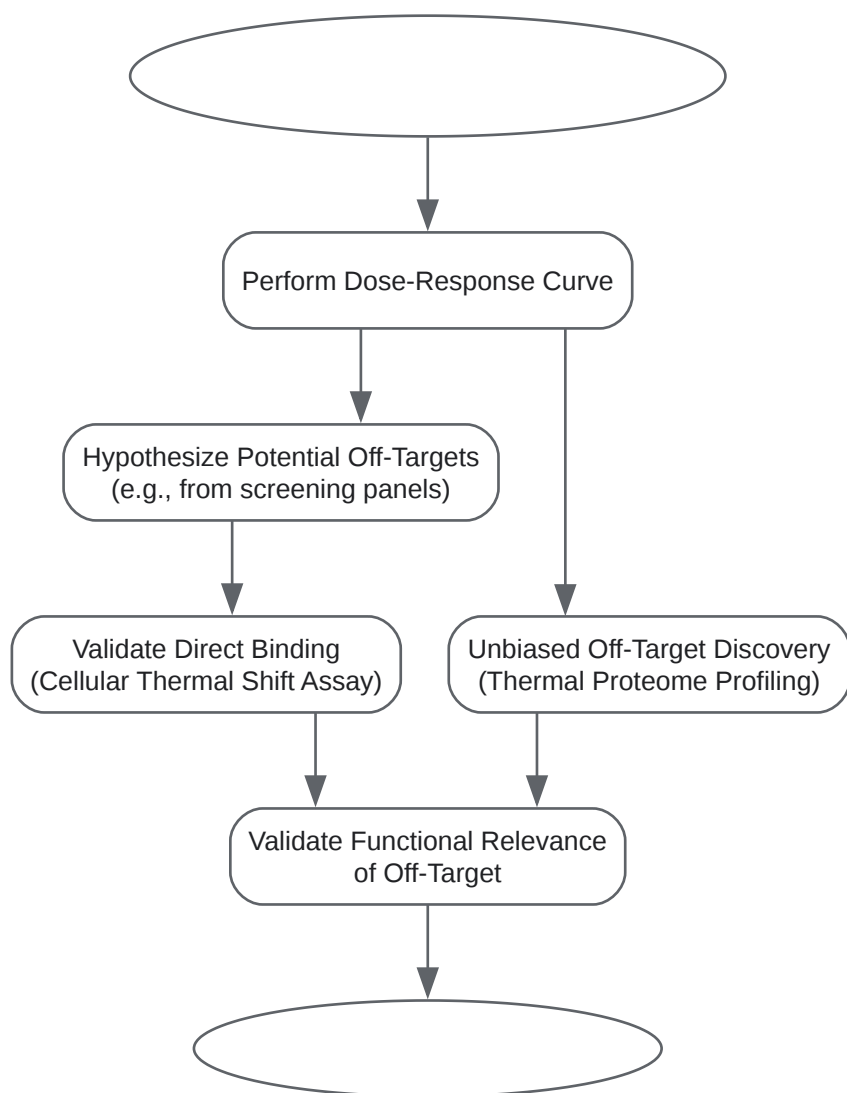 Perform Dose-Response Curve
Hypothesize Potential Off-Targets
(e.g., from screening panels)
Validate Direct Binding
(Cellular Thermal Shift Assay)
Unbiased Off-Target Discovery
(Thermal Proteome Profiling)
Validate Functional Relevance
of Off-Target